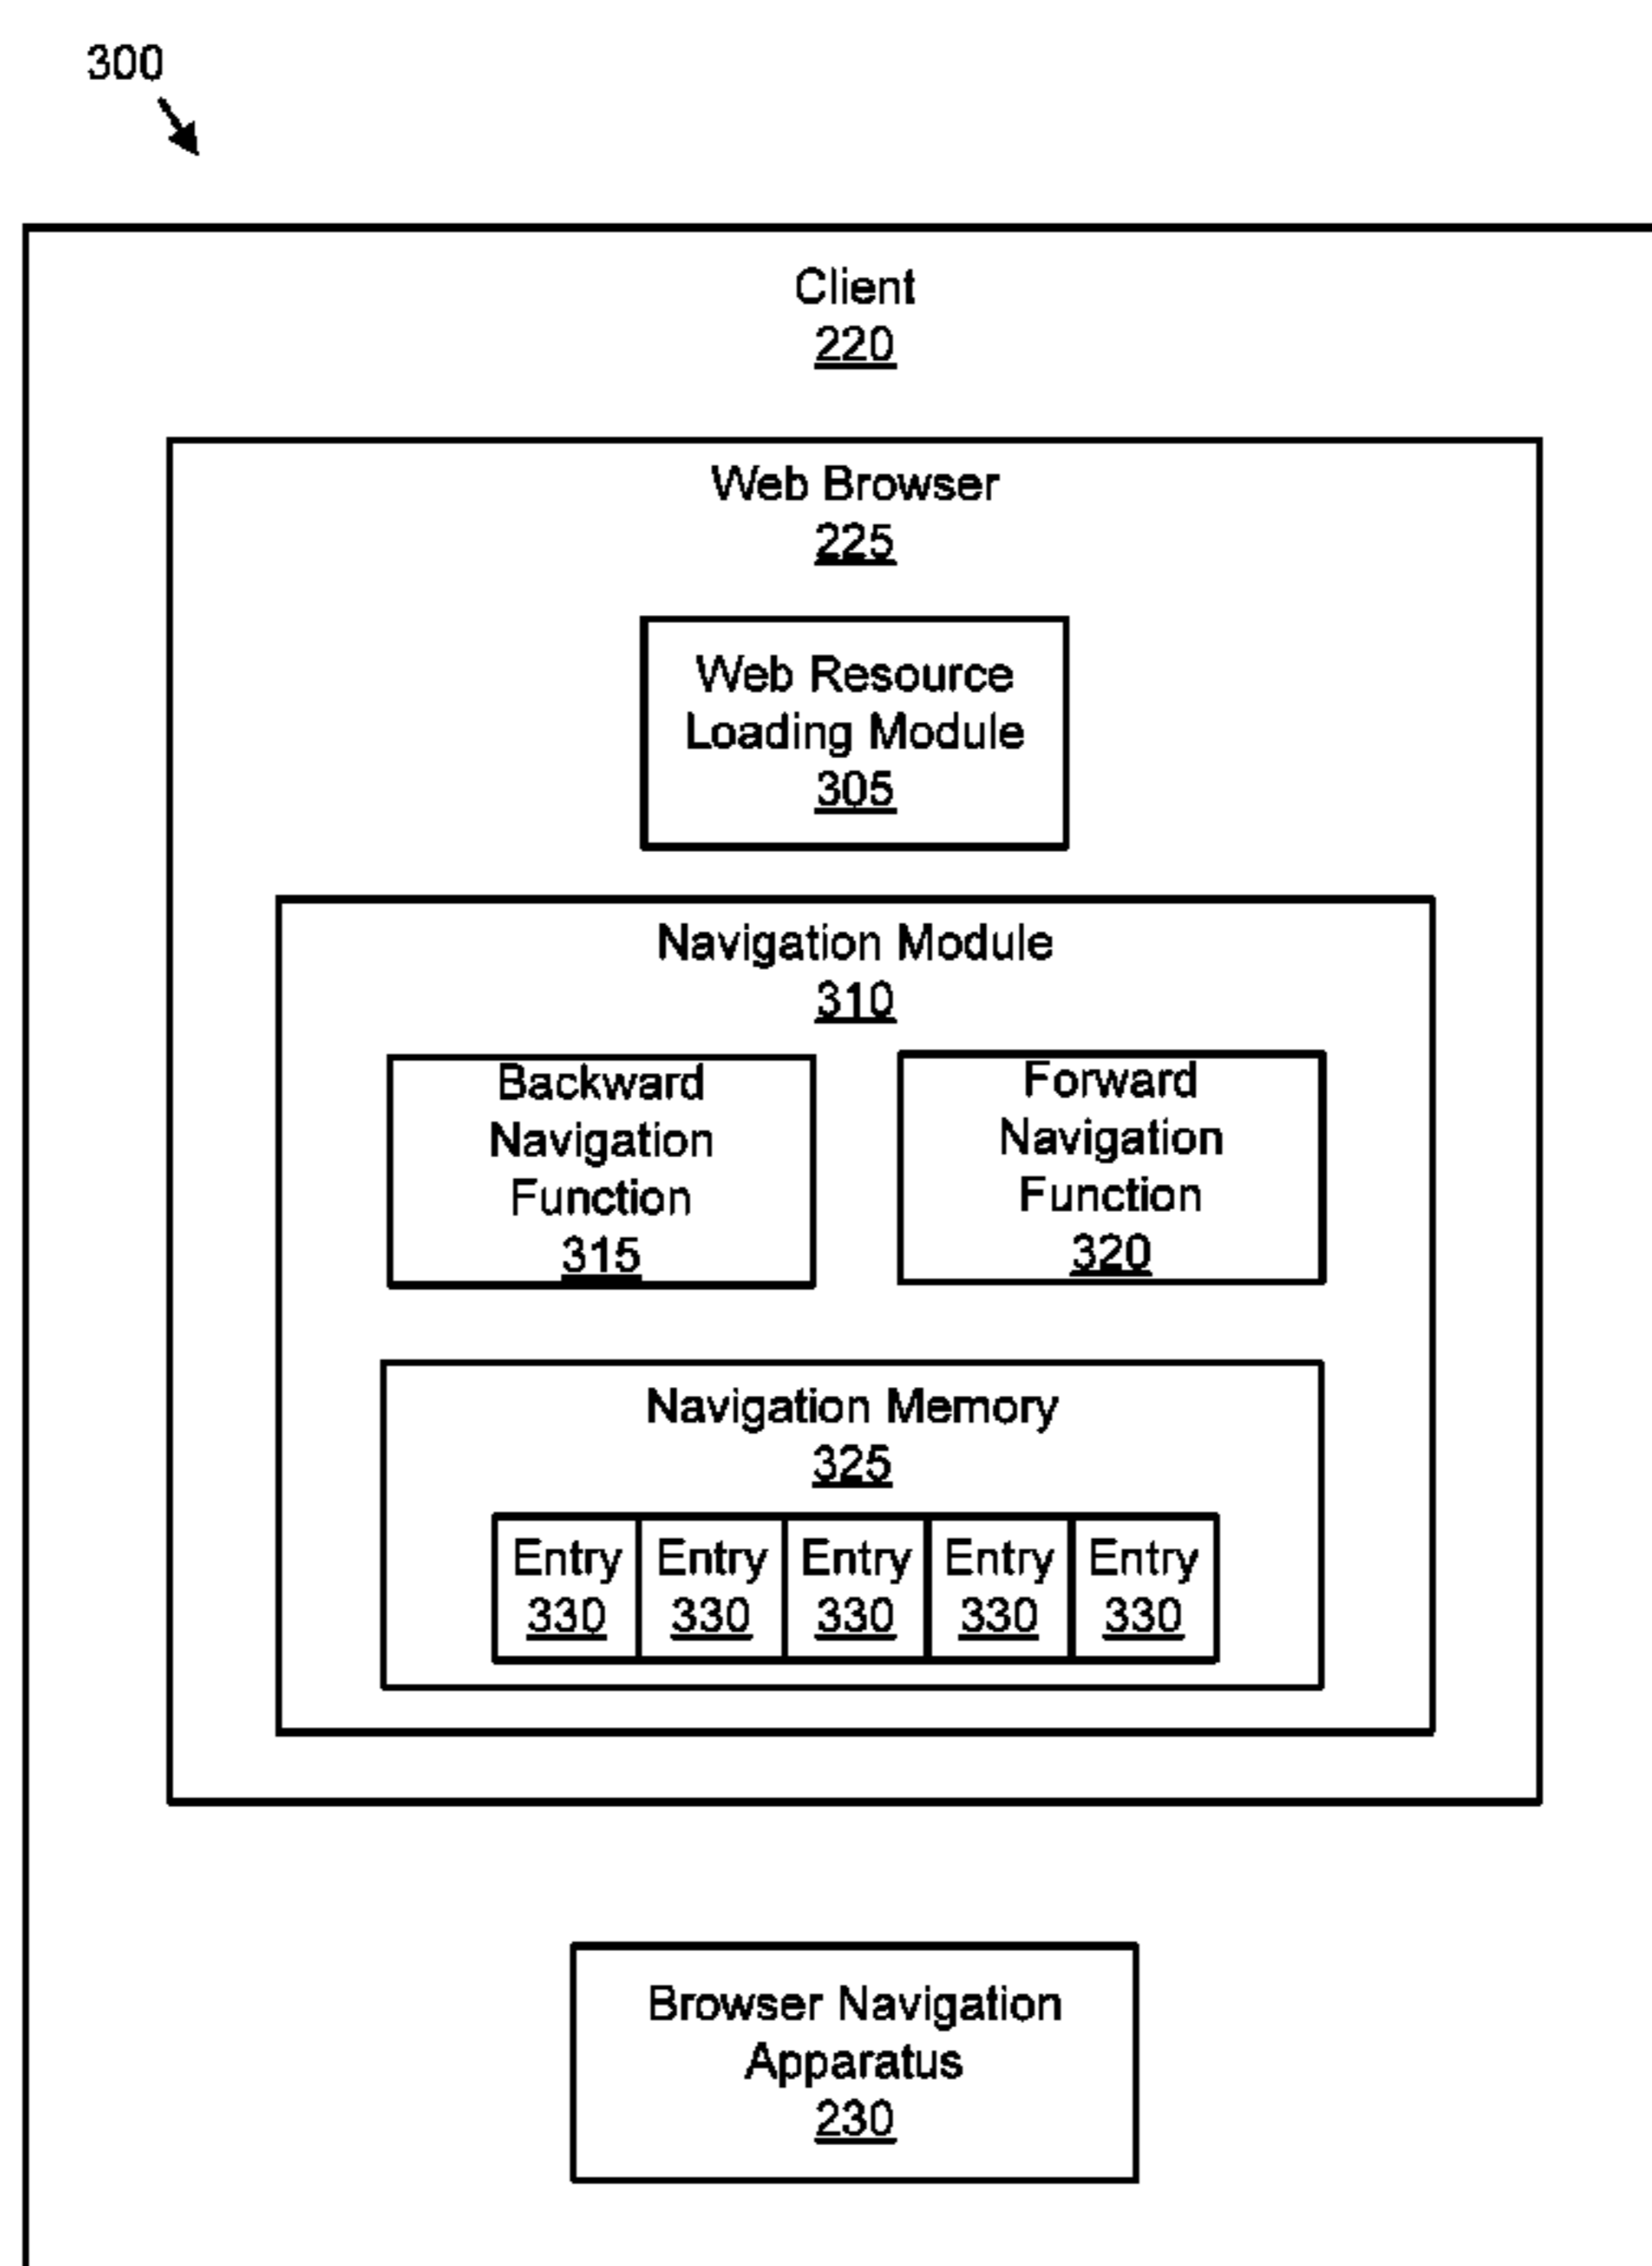 300
Client
220
Web Browser
225
Web Resource
Loading Module
305
Navigation Module
310
Backward
Navigation
Function
315
Forward
Navigation
Function
320
Navigation Memory
325
Entry Entry Entry Entry Entry
330 330 330 330 330
Browser Navigation
Apparatus
230